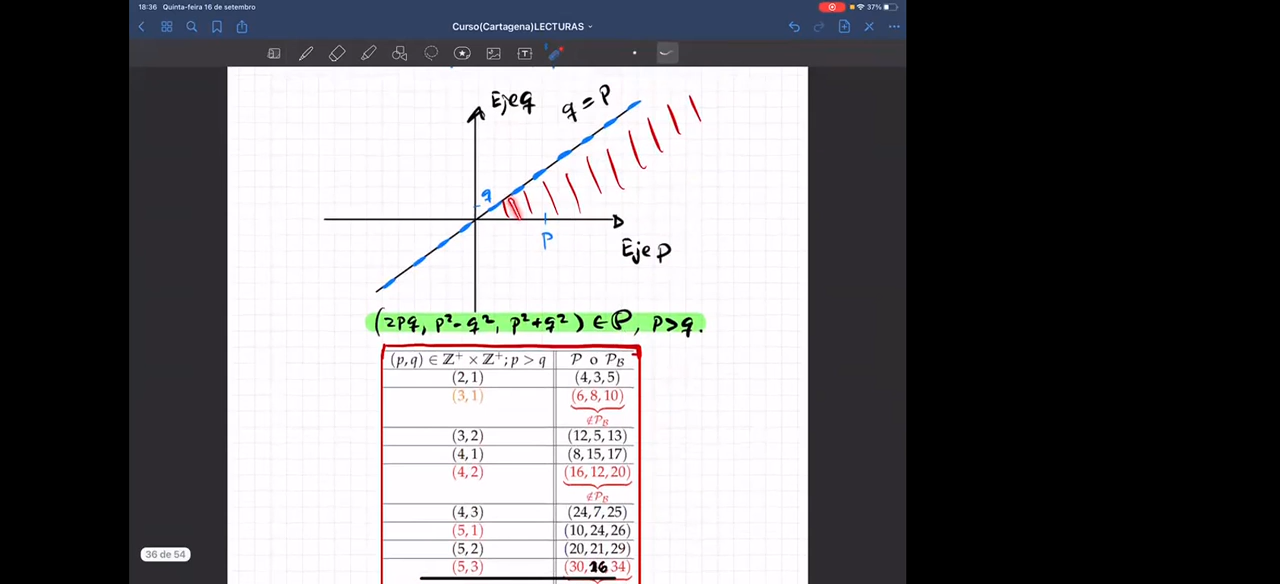 18:36 Quinta-feira 16 de setembro
37%
Curso(Cartagena)LECTURAS
Eje q
q = p
q
p
Eje p
(2pq, p²-q², p²+q²) ∈ P, p>q.
(p, q) ∈ ℤ⁺ × ℤ⁺; p > q 𝒫 o 𝒫_B
(2, 1) (4, 3, 5)
(3, 1) (6, 8, 10)
∉ 𝒫_B
(3, 2) (12, 5, 13)
(4, 1) (8, 15, 17)
(4, 2) (16, 12, 20)
∉ 𝒫_B
(4, 3) (24, 7, 25)
(5, 1) (10, 24, 26)
(5, 2) (20, 21, 29)
(5, 3) (30, 16 34)
36 de 54